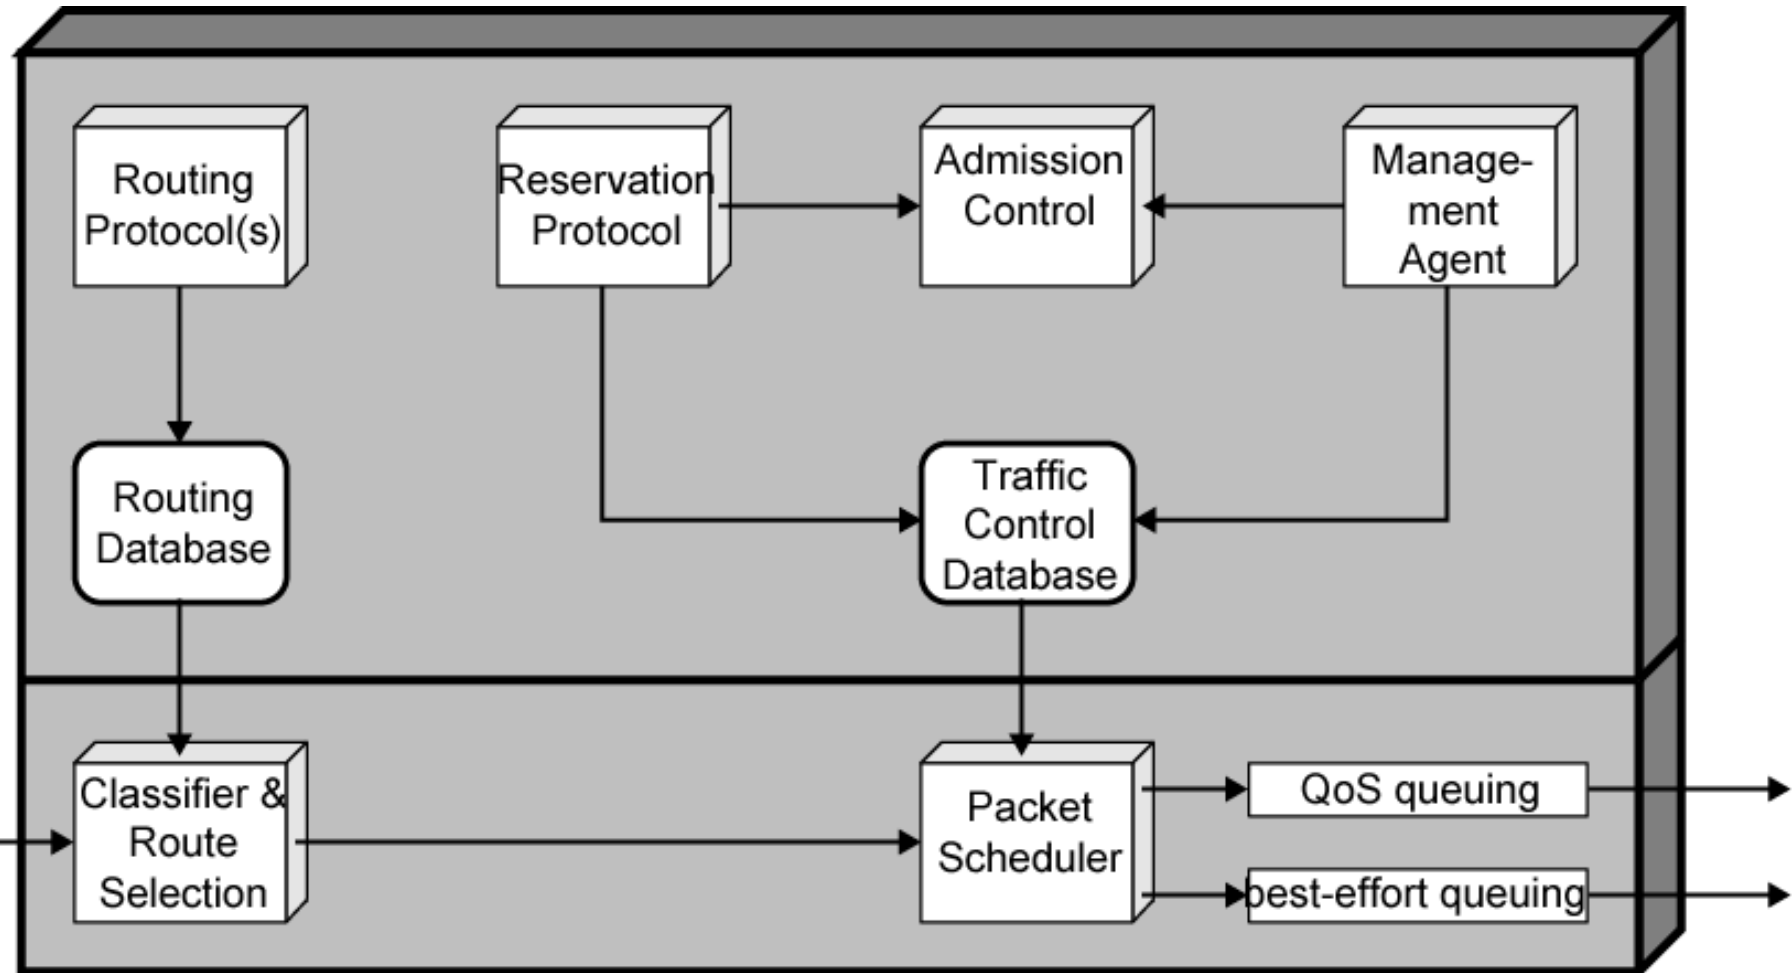 Routing
Protocol(s)
Reservation
Protocol
Admission
Control
Manage-
ment
Agent
Routing
Database
Traffic
Control
Database
Classifier &
Route
Selection
Packet
Scheduler
QoS queuing
best-effort queuing